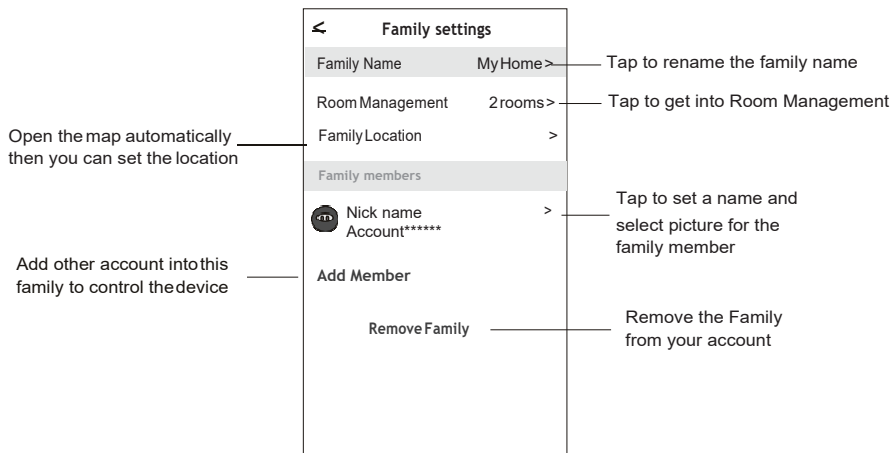 < Family settings
Family Name My Home >
Tap to rename the family name
Room Management 2 rooms >
Tap to get into Room Management
Open the map automatically
then you can set the location
Family Location >
Family members
Nick name >
Account******
Tap to set a name and
select picture for the
family member
Add other account into this
family to control the device
Add Member
Remove Family
Remove the Family
from your account